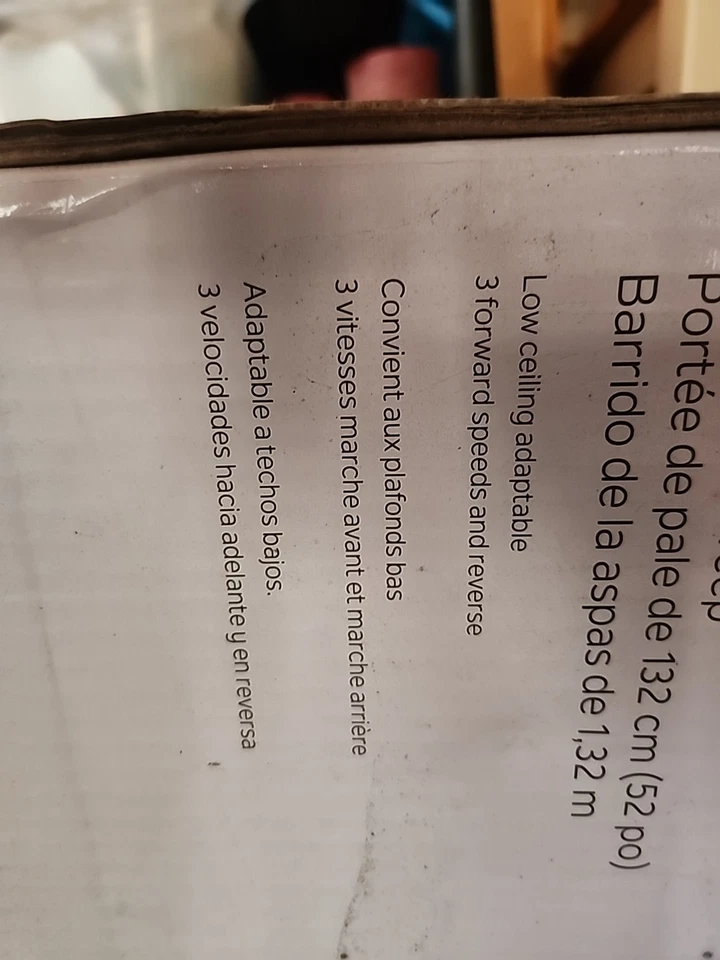 Portée de pale de 132 cm (52 po)
Barrido de la aspas de 1,32 m
Low ceiling adaptable
3 forward speeds and reverse
Convient aux plafonds bas
3 vitesses marche avant et marche arrière
Adaptable a techos bajos.
3 velocidades hacia adelante y en reversa